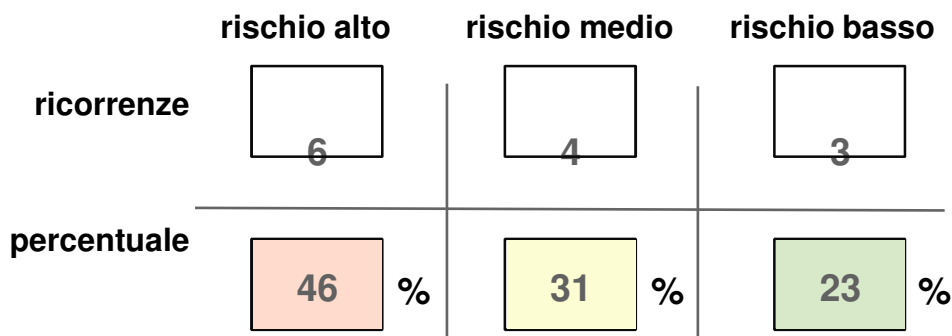 rischio alto rischio medio rischio basso
ricorrenze
6 4 3
percentuale
46 % 31 % 23 %